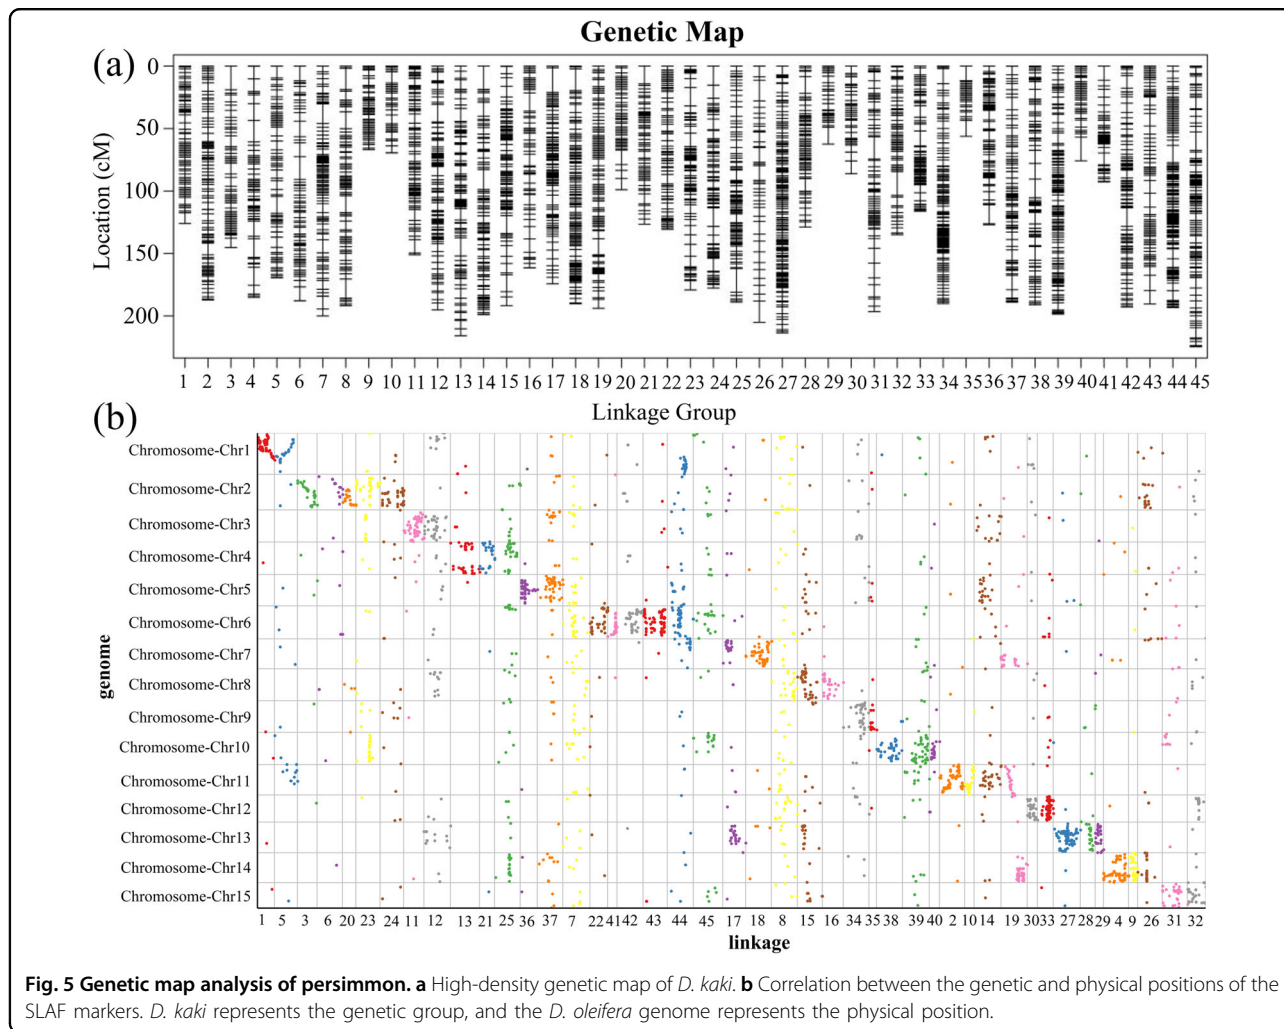 Genetic Map
(a)
Location (cM)
0
50
100
150
200
1 2 3 4 5 6 7 8 9 10 11 12 13 14 15 16 17 18 19 20 21 22 23 24 25 26 27 28 29 30 31 32 33 34 35 36 37 38 39 40 41 42 43 44 45
Linkage Group
(b)
genome
Chromosome-Chr1
Chromosome-Chr2
Chromosome-Chr3
Chromosome-Chr4
Chromosome-Chr5
Chromosome-Chr6
Chromosome-Chr7
Chromosome-Chr8
Chromosome-Chr9
Chromosome-Chr10
Chromosome-Chr11
Chromosome-Chr12
Chromosome-Chr13
Chromosome-Chr14
Chromosome-Chr15
1 5 3 6 20 23 24 11 12 13 21 25 36 37 7 22 41 42 43 44 45 17 18 8 15 16 34 35 38 39 40 2 10 14 19 30 33 27 28 29 4 9 26 31 32
linkage
Fig. 5 Genetic map analysis of persimmon. a High-density genetic map of D. kaki. b Correlation between the genetic and physical positions of the
SLAF markers. D. kaki represents the genetic group, and the D. oleifera genome represents the physical position.